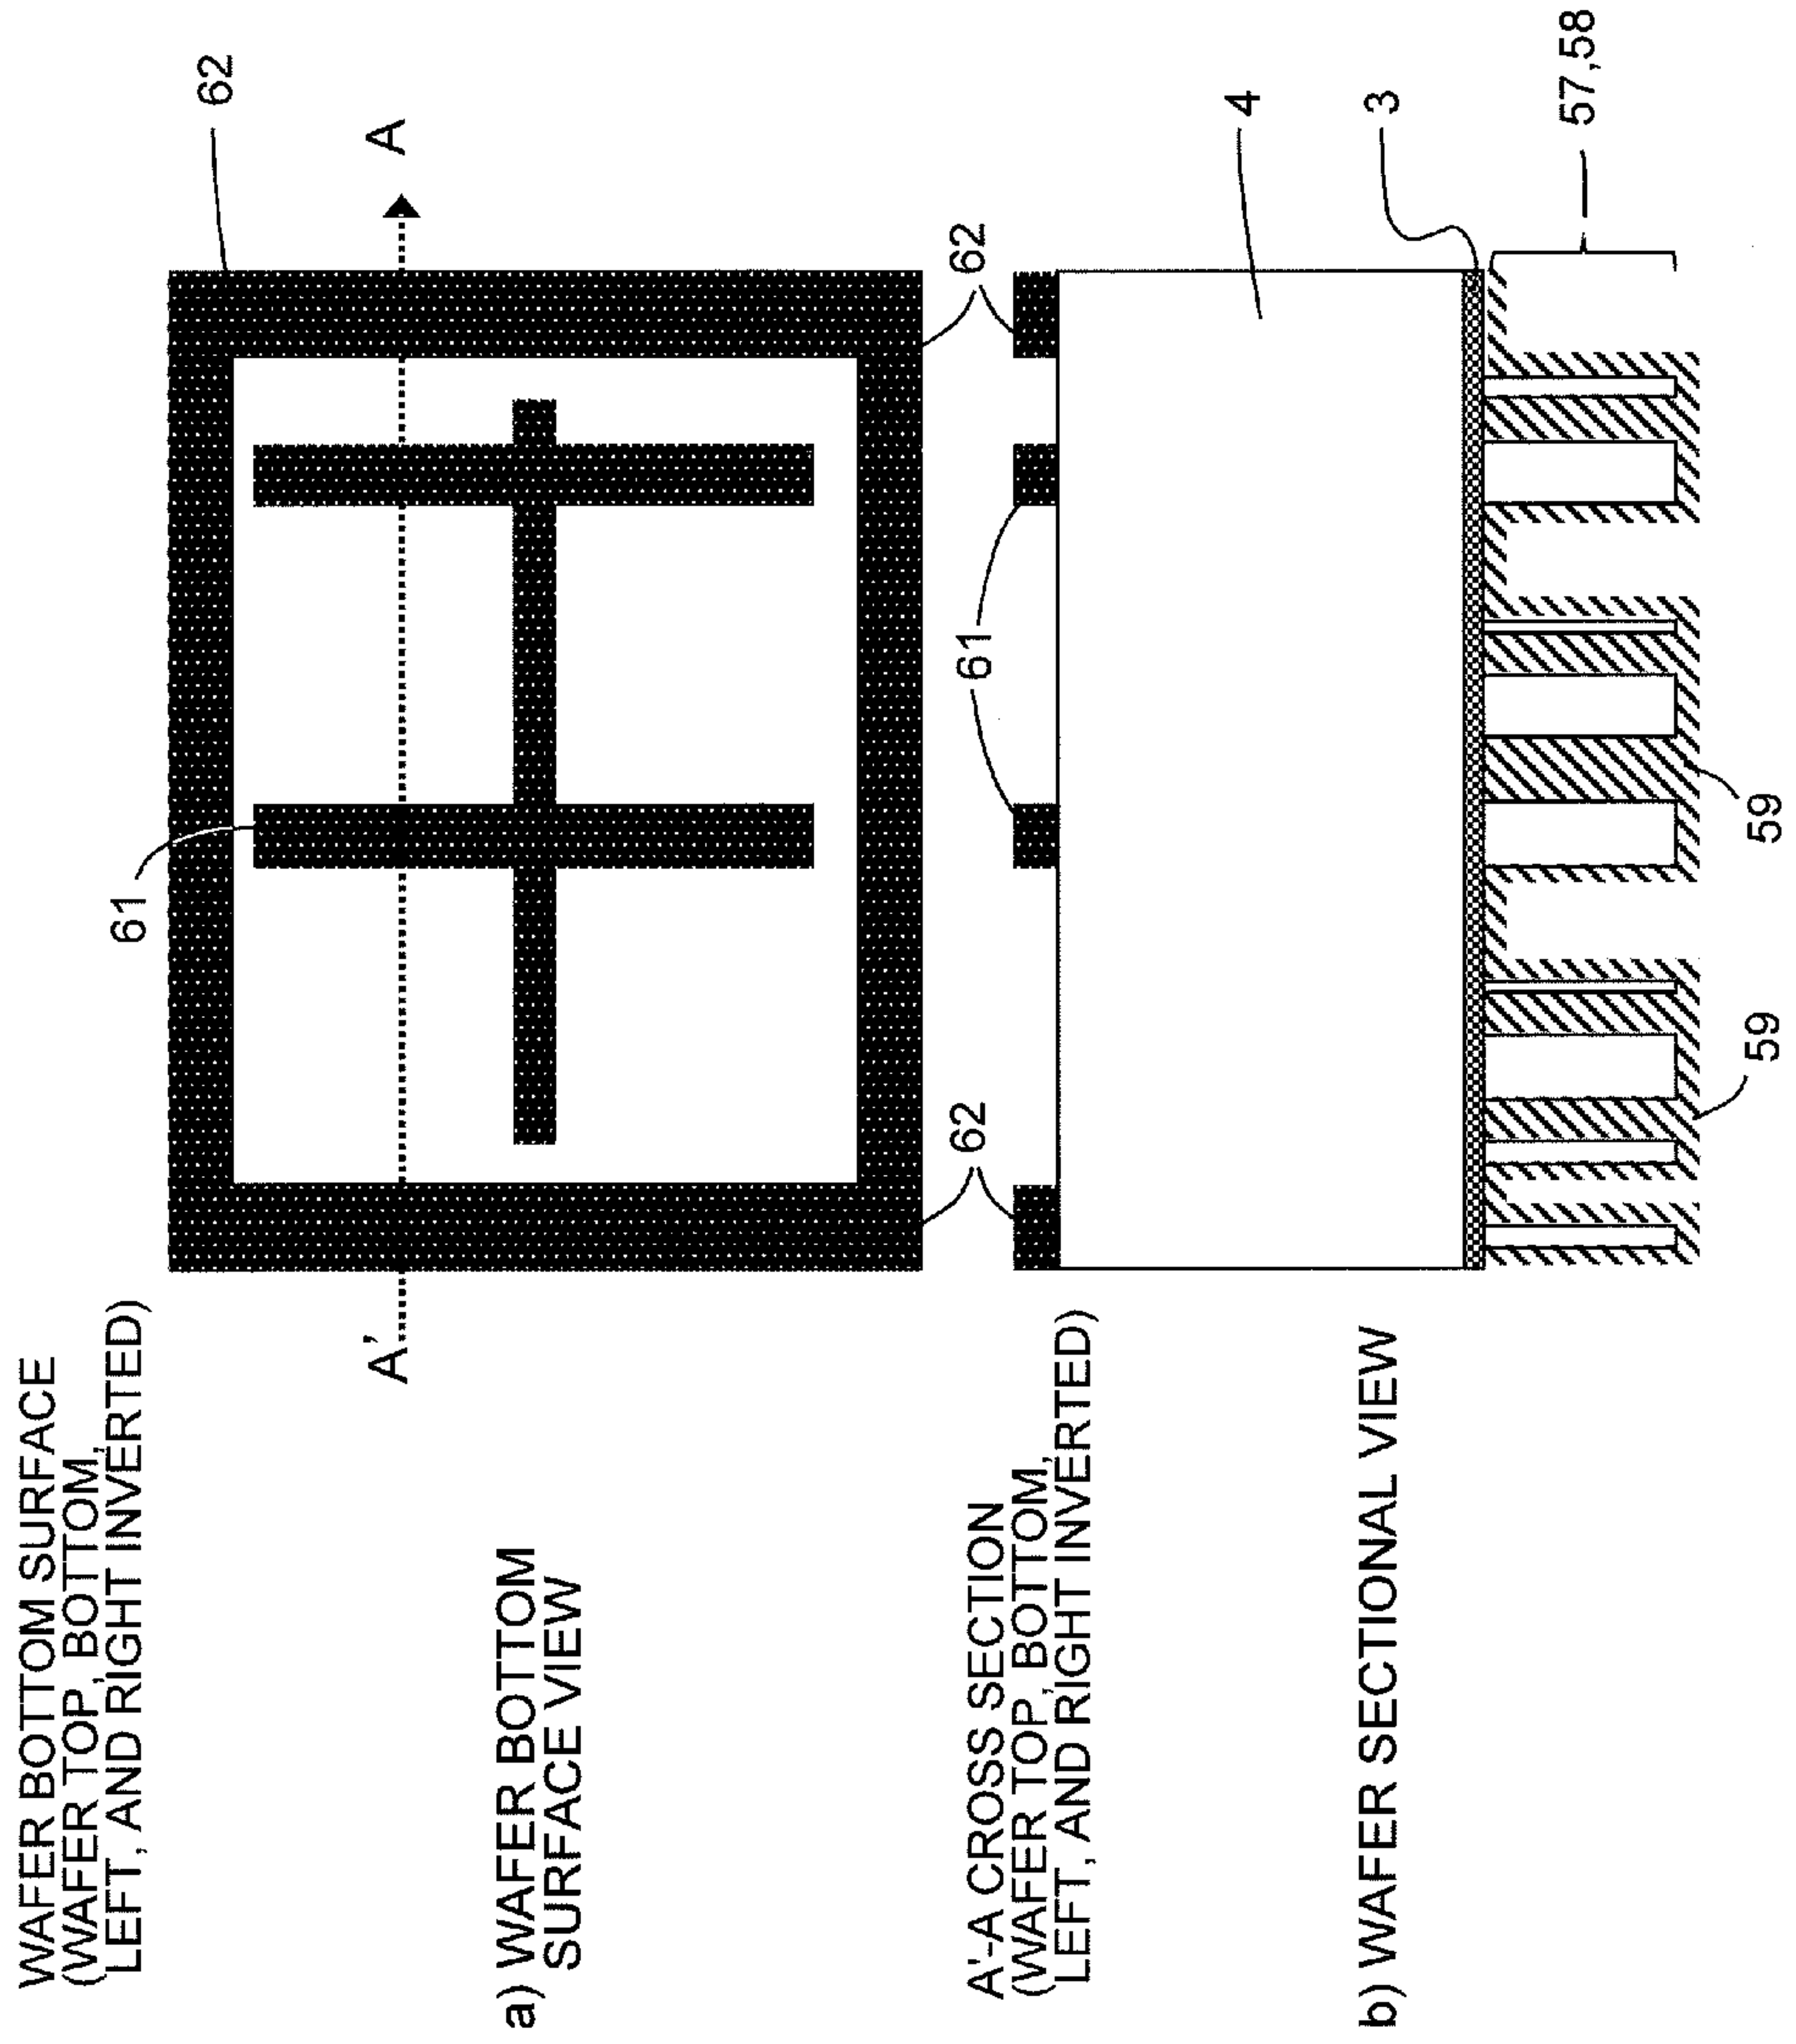 WAFER BOTTOM SURFACE
(WAFER TOP, BOTTOM,
LEFT, AND RIGHT INVERTED)
a) WAFER BOTTOM
SURFACE VIEW
A'
A
61
62
A'-A CROSS SECTION
(WAFER TOP, BOTTOM,
LEFT, AND RIGHT INVERTED)
b) WAFER SECTIONAL VIEW
62
61
62
4
3
57,58
59
59